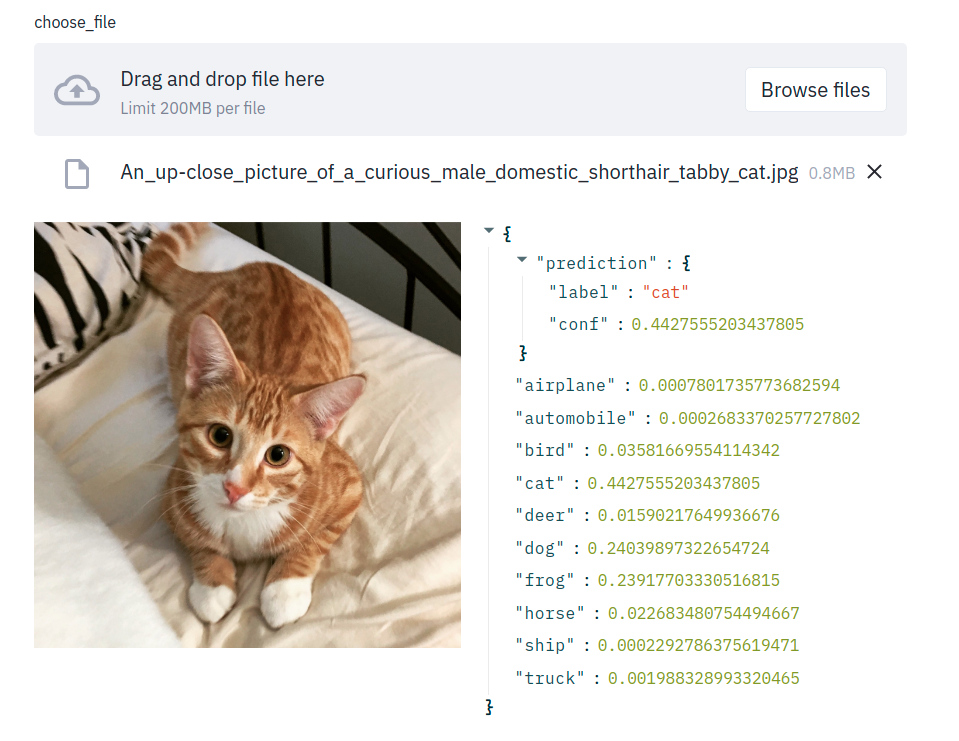 choose_file
Drag and drop file here
Limit 200MB per file
Browse files
An_up-close_picture_of_a_curious_male_domestic_shorthair_tabby_cat.jpg 0.8MB
{
"prediction" : {
"label" : "cat"
"conf" : 0.4427555203437805
}
"airplane" : 0.0007801735773682594
"automobile" : 0.0002683370257727802
"bird" : 0.03581669554114342
"cat" : 0.4427555203437805
"deer" : 0.01590217649936676
"dog" : 0.24039897322654724
"frog" : 0.23917703330516815
"horse" : 0.022683480754494667
"ship" : 0.0002292786375619471
"truck" : 0.001988328993320465
}